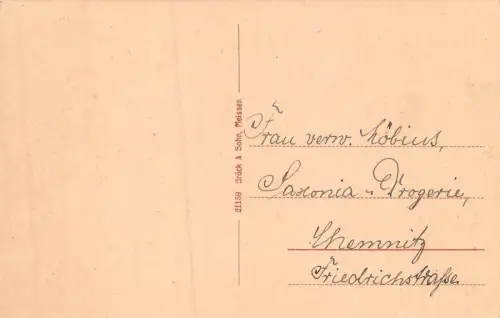 21159 Brück & Sohn, Meissen
Frau verw. Möbius,
Saxonia-Drogerie,
Chemnitz
Friedrichstraße.